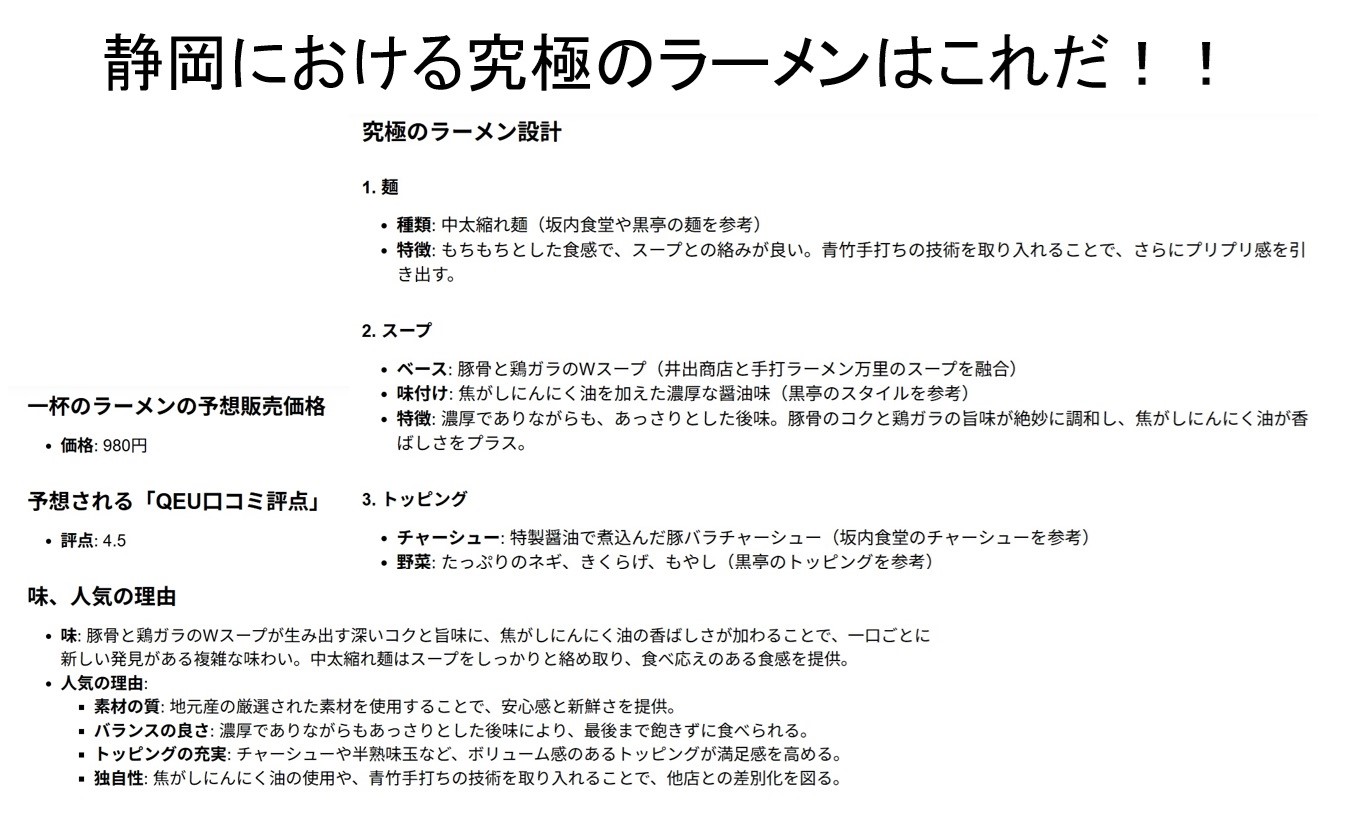 静岡における究極のラーメンはこれだ！！
究極のラーメン設計
1. 麺
• 種類: 中太縮れ麺（坂内食堂や黒亭の麺を参考）
• 特徴: もちもちとした食感で、スープとの絡みが良い。青竹手打ちの技術を取り入れることで、さらにプリプリ感を引
き出す。
2. スープ
• ベース: 豚骨と鶏ガラのWスープ（井出商店と手打ラーメン万里のスープを融合）
• 味付け: 焦がしにんにく油を加えた濃厚な醤油味（黒亭のスタイルを参考）
• 特徴: 濃厚でありながらも、あっさりとした後味。豚骨のコクと鶏ガラの旨味が絶妙に調和し、焦がしにんにく油が香
ばしさをプラス。
3. トッピング
• チャーシュー: 特製醤油で煮込んだ豚バラチャーシュー（坂内食堂のチャーシューを参考）
• 野菜: たっぷりのネギ、きくらげ、もやし（黒亭のトッピングを参考）
一杯のラーメンの予想販売価格
• 価格: 980円
予想される「QEU口コミ評点」
• 評点: 4.5
味、人気の理由
• 味: 豚骨と鶏ガラのWスープが生み出す深いコクと旨味に、焦がしにんにく油の香ばしさが加わることで、一口ごとに
新しい発見がある複雑な味わい。中太縮れ麺はスープをしっかりと絡め取り、食べ応えのある食感を提供。
• 人気の理由:
▪ 素材の質: 地元産の厳選された素材を使用することで、安心感と新鮮さを提供。
▪ バランスの良さ: 濃厚でありながらもあっさりとした後味により、最後まで飽きずに食べられる。
▪ トッピングの充実: チャーシューや半熟味玉など、ボリューム感のあるトッピングが満足感を高める。
▪ 独自性: 焦がしにんにく油の使用や、青竹手打ちの技術を取り入れることで、他店との差別化を図る。